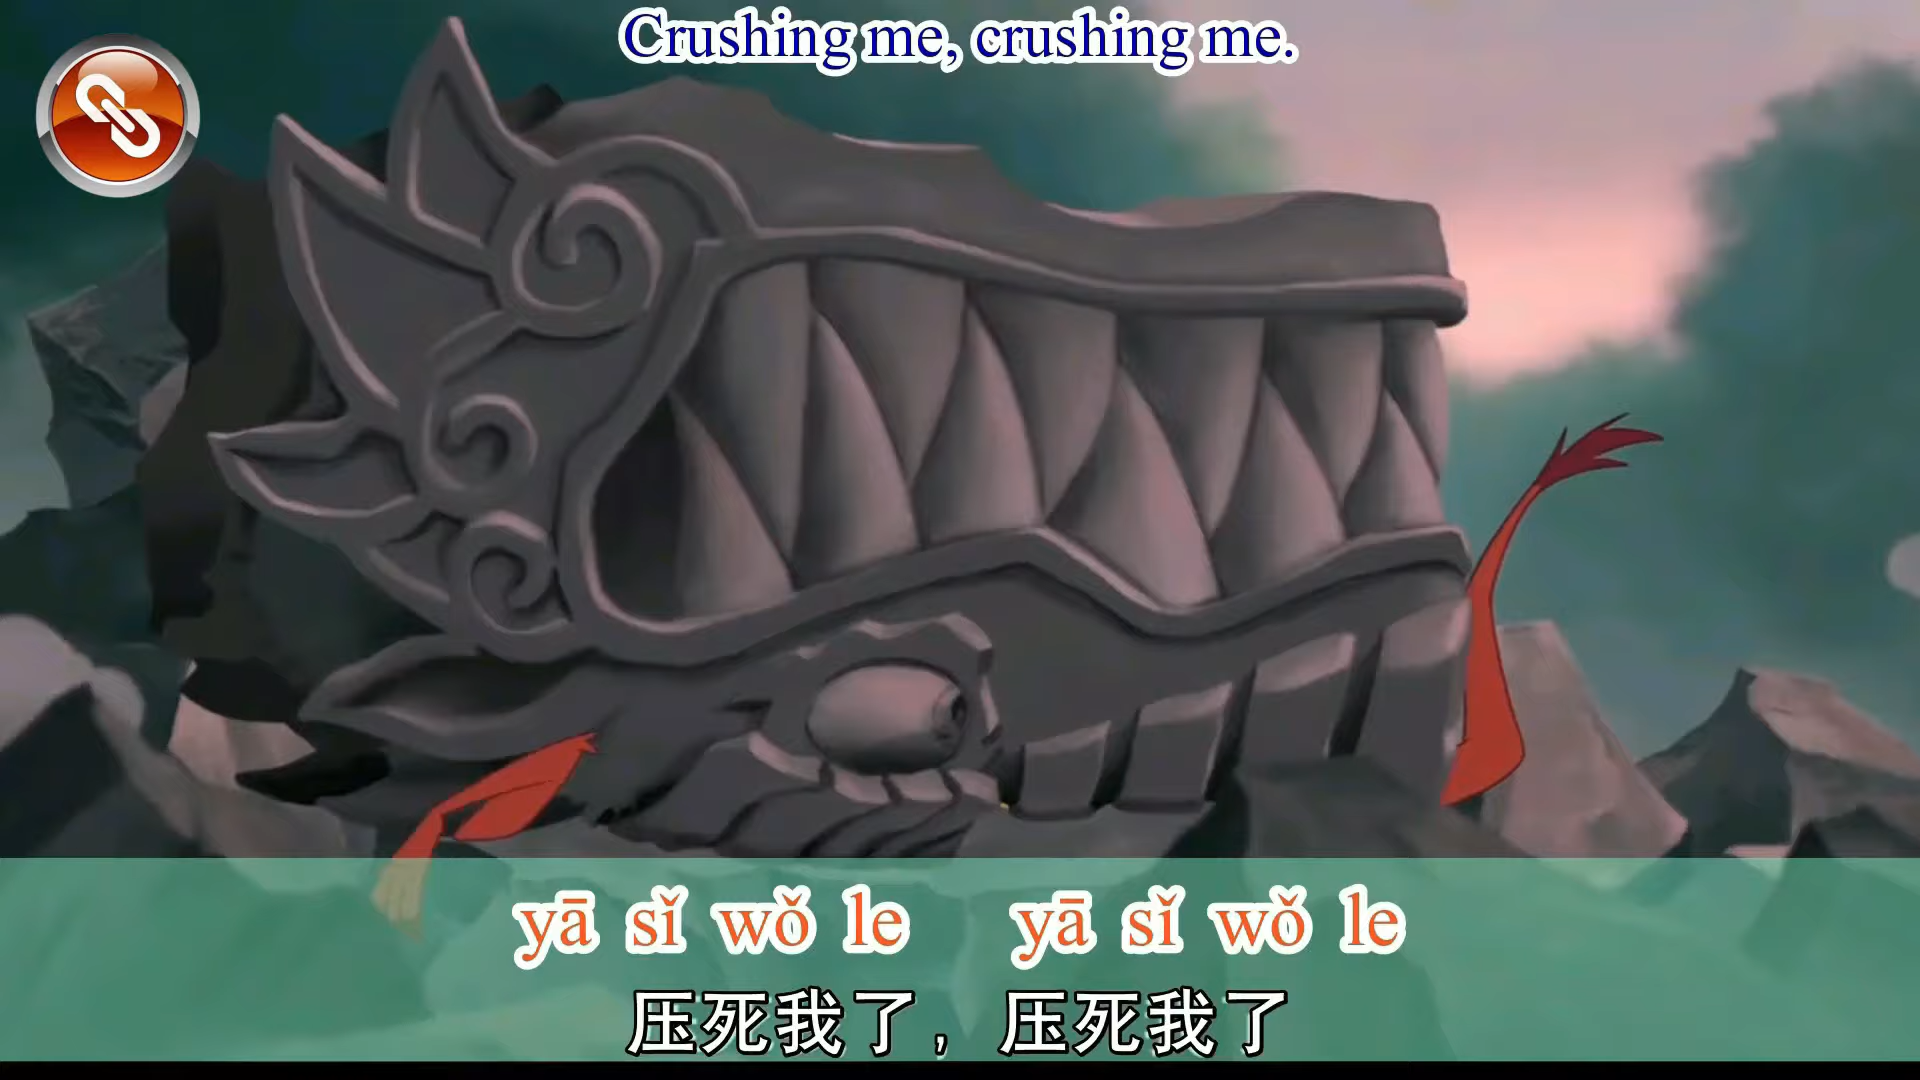 Crushing me, crushing me.
yā sǐ wǒ le yā sǐ wǒ le
压死我了，压死我了